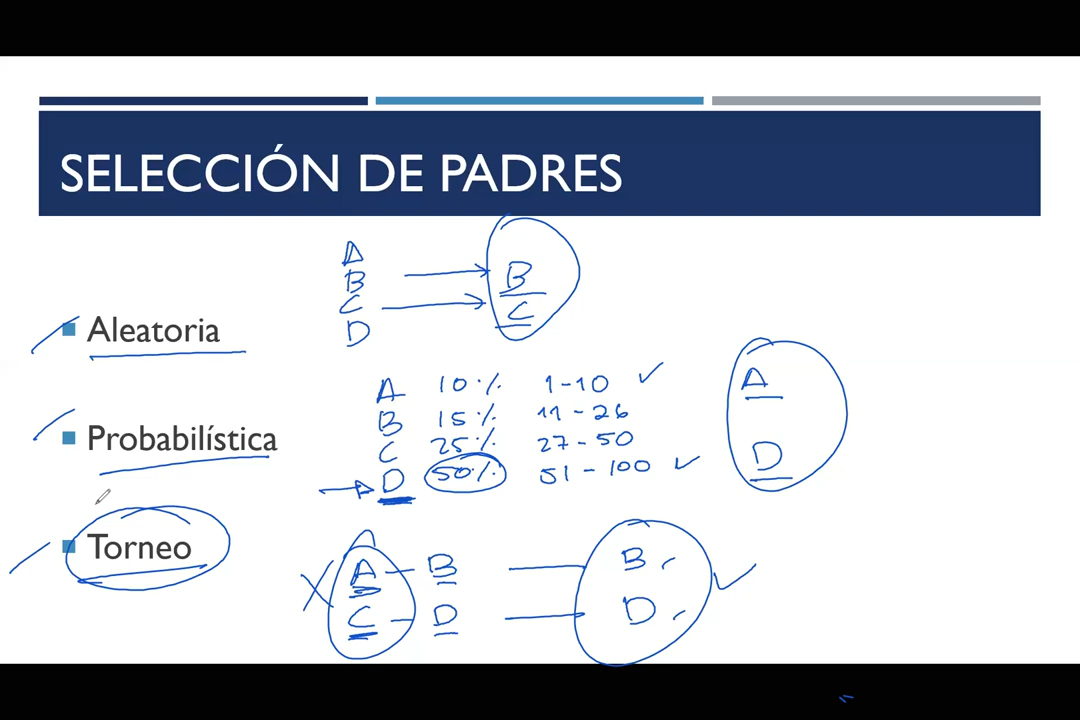 SELECCIÓN DE PADRES
A
B
C
D
B
C
Aleatoria
A 10% 1-10
B 15% 11-26
C 25% 27-50
D 50% 51-100
A
D
Probabilística
Torneo
A - B B
C - D D